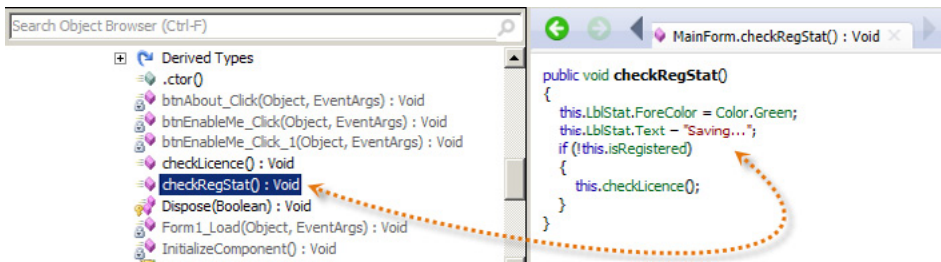 Search Object Browser (Ctrl-F)
Derived Types
.ctor()
btnAbout_Click(Object, EventArgs) : Void
btnEnableMe_Click(Object, EventArgs) : Void
btnEnableMe_Click_1(Object, EventArgs) : Void
checkLicence() : Void
checkRegStat() : Void
Dispose(Boolean) : Void
Form1_Load(Object, EventArgs) : Void
InitializeComponent() : Void
MainForm.checkRegStat() : Void
public void checkRegStat()
{
this.LblStat.ForeColor = Color.Green;
this.LblStat.Text = "Saving...";
if (!this.isRegistered)
{
this.checkLicence();
}
}